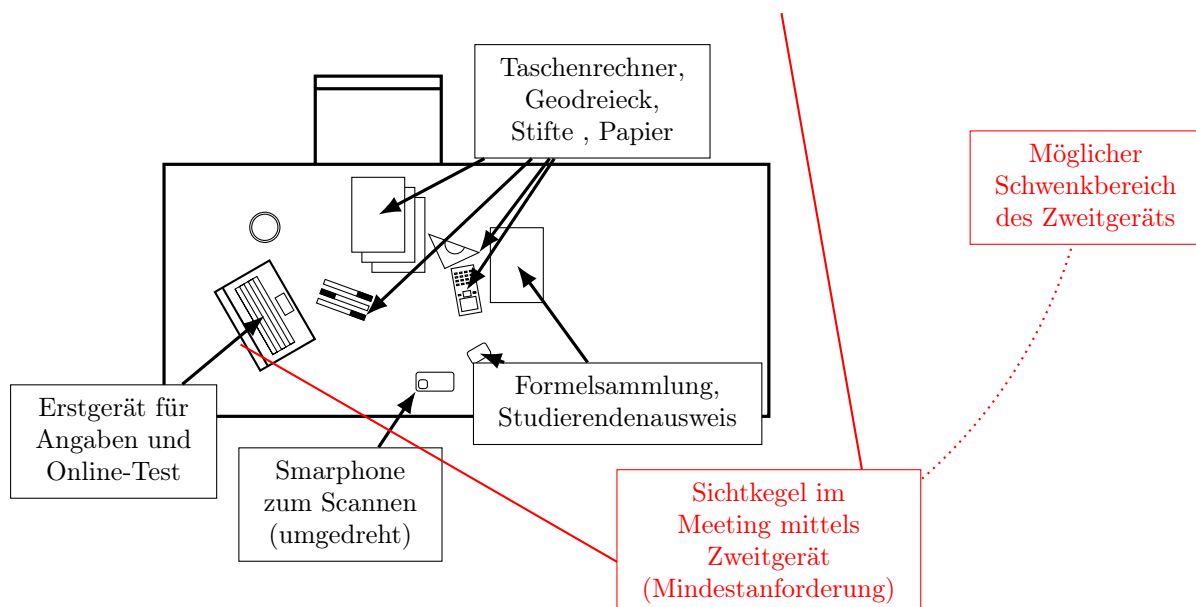 Taschenrechner,
Geodreieck,
Stifte , Papier
Möglicher
Schwenkbereich
des Zweitgeräts
Erstgerät für
Angaben und
Online-Test
Formelsammlung,
Studierendenausweis
Smarphone
zum Scannen
(umgedreht)
Sichtkegel im
Meeting mittels
Zweitgerät
(Mindestanforderung)